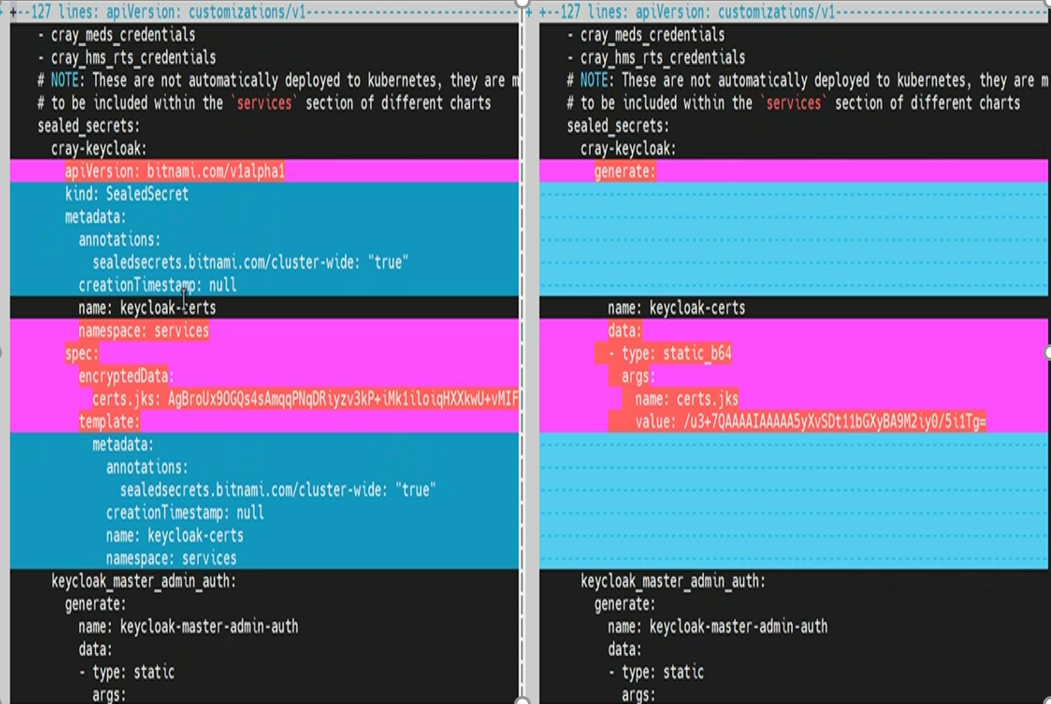 +--127 lines: apiVersion: customizations/v1--------------------------------
- cray_meds_credentials
- cray_hms_rts_credentials
# NOTE: These are not automatically deployed to kubernetes, they are m
# to be included within the `services` section of different charts
sealed_secrets:
cray-keycloak:
apiVersion: bitnami.com/v1alpha1
kind: SealedSecret
metadata:
annotations:
sealedsecrets.bitnami.com/cluster-wide: "true"
creationTimestamp: null
name: keycloak-certs
namespace: services
spec:
encryptedData:
certs.jks: AgBroUx9OGQs4sAmqqPNqDRiyzv3kP+iMk1iloiqHXXkwU+vMIF
template:
metadata:
annotations:
sealedsecrets.bitnami.com/cluster-wide: "true"
creationTimestamp: null
name: keycloak-certs
namespace: services
keycloak_master_admin_auth:
generate:
name: keycloak-master-admin-auth
data:
- type: static
args:
+ +--127 lines: apiVersion: customizations/v1--------------------------------
- cray_meds_credentials
- cray_hms_rts_credentials
# NOTE: These are not automatically deployed to kubernetes, they are m
# to be included within the `services` section of different charts
sealed_secrets:
cray-keycloak:
generate:
name: keycloak-certs
data:
- type: static_b64
args:
name: certs.jks
value: /u3+7QAAAAIAAAAA5yXvSDt11bGXyBA9M2iy0/5i1Tg=
keycloak_master_admin_auth:
generate:
name: keycloak-master-admin-auth
data:
- type: static
args: